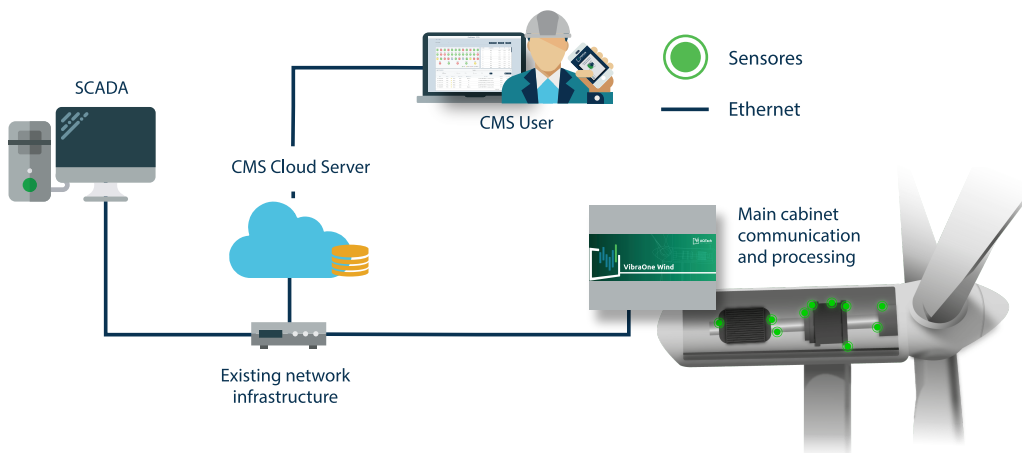 SCADA
CMS Cloud Server
CMS User
Sensores
Ethernet
VibraOne Wind
Main cabinet
communication
and processing
Existing network
infrastructure